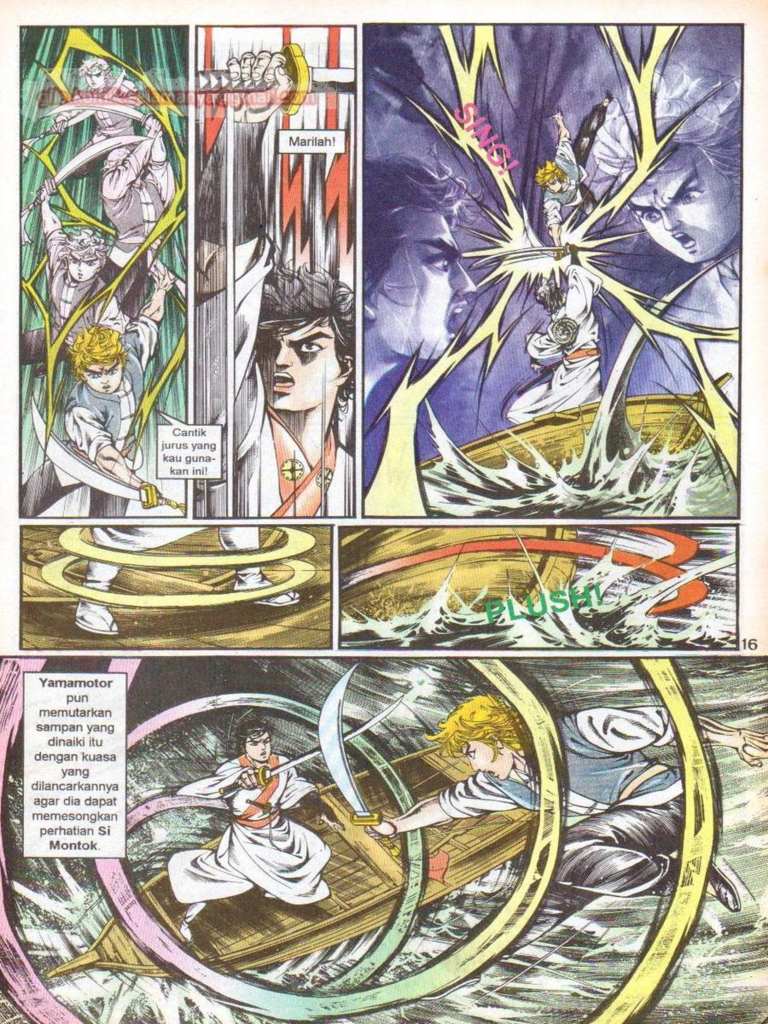 Cantik
jurus yang
kau guna-
kan ini!
Marilah!
SING!
PLUSH!
16
Yamamotor
pun
memutarkan
sampan yang
dinaiki itu
dengan kuasa
yang
dilancarkannya
agar dia dapat
memesongkan
perhatian Si
Montok.